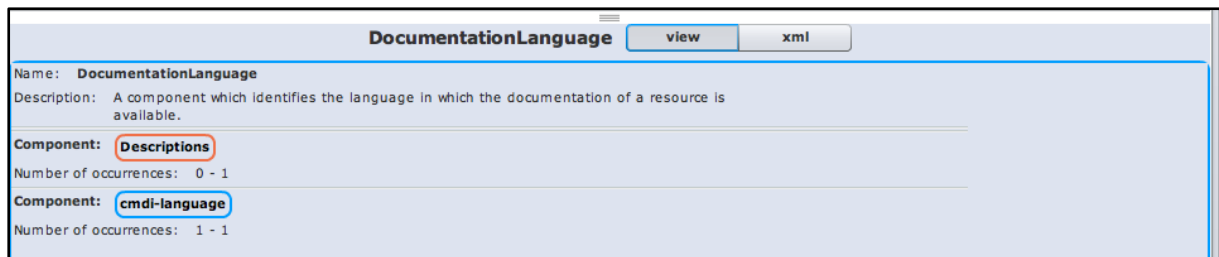 DocumentationLanguage view xml
Name: DocumentationLanguage
Description: A component which identifies the language in which the documentation of a resource is
available.
Component: Descriptions
Number of occurrences: 0 - 1
Component: cmdi-language
Number of occurrences: 1 - 1